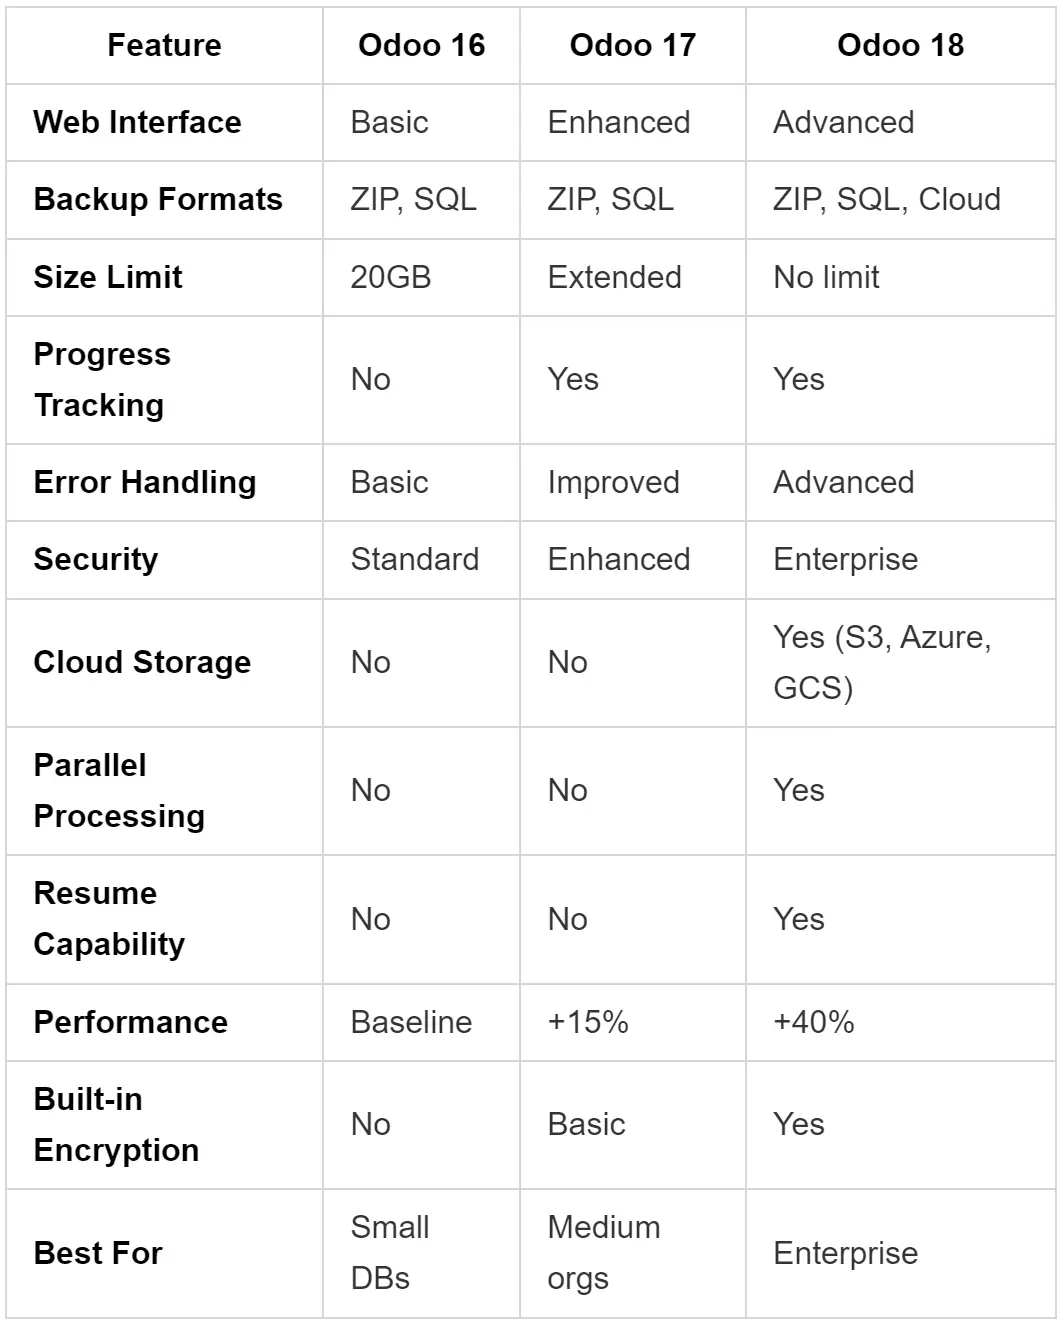 Feature Odoo 16 Odoo 17 Odoo 18
Web Interface Basic Enhanced Advanced
Backup Formats ZIP, SQL ZIP, SQL ZIP, SQL, Cloud
Size Limit 20GB Extended No limit
Progress
Tracking No Yes Yes
Error Handling Basic Improved Advanced
Security Standard Enhanced Enterprise
Cloud Storage No No Yes (S3, Azure,
GCS)
Parallel
Processing No No Yes
Resume
Capability No No Yes
Performance Baseline +15% +40%
Built-in
Encryption No Basic Yes
Best For Small
DBs Medium
orgs Enterprise